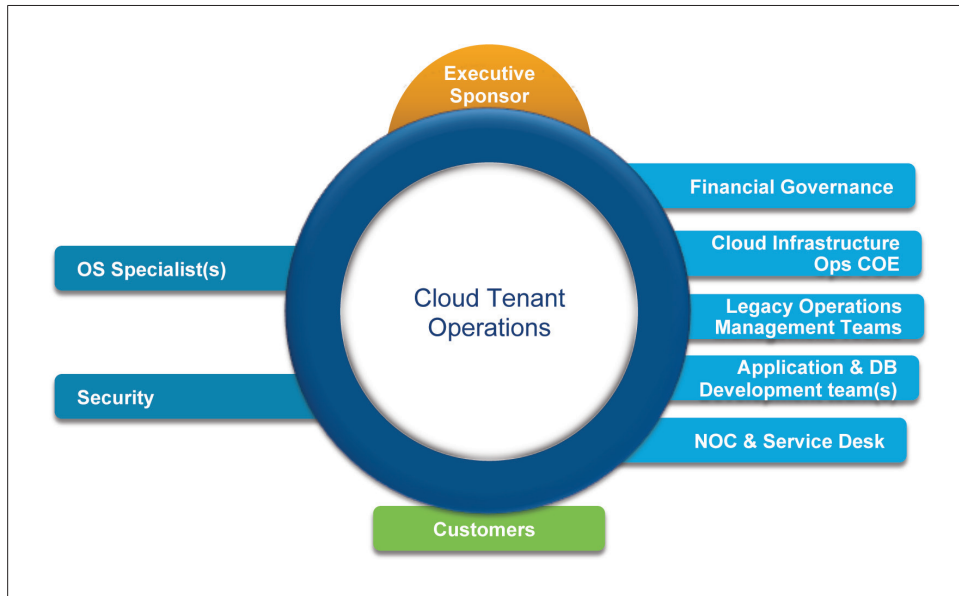 Executive
Sponsor
Financial Governance
Cloud Infrastructure
Ops COE
OS Specialist(s)
Cloud Tenant
Operations
Legacy Operations
Management Teams
Application & DB
Development team(s)
Security
NOC & Service Desk
Customers